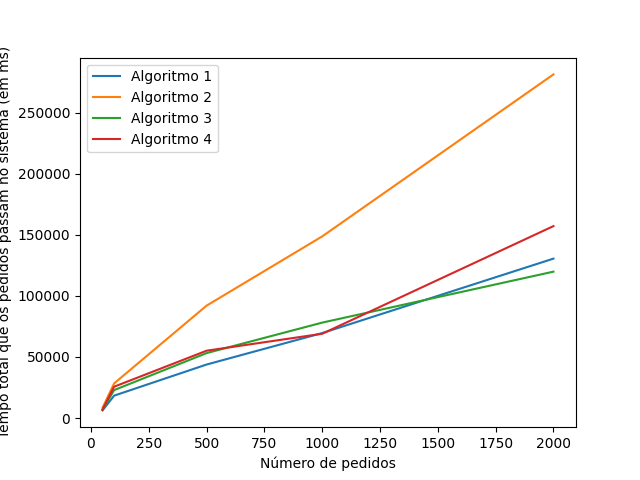 Algoritmo 1
Algoritmo 2
Algoritmo 3
Algoritmo 4
Tempo total que os pedidos passam no sistema (em ms)
250000
200000
150000
100000
50000
0
0 250 500 750 1000 1250 1500 1750 2000
Número de pedidos